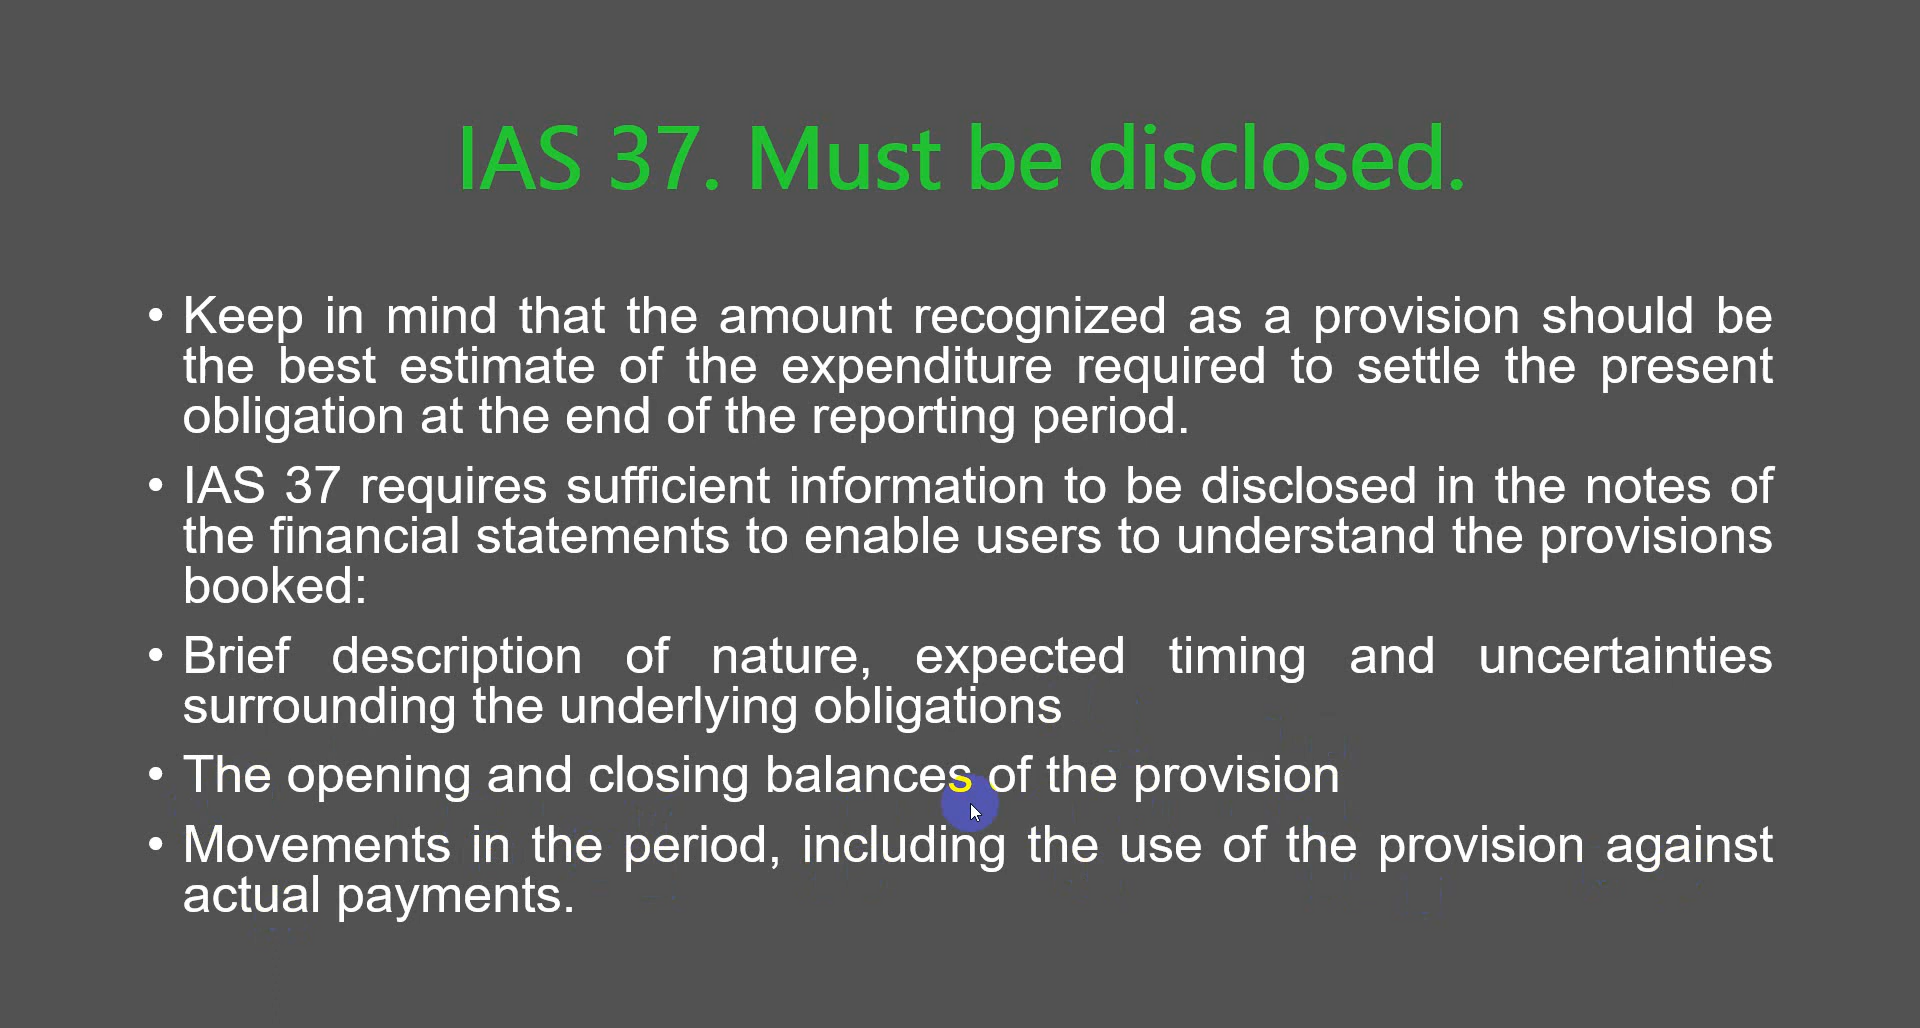 IAS 37. Must be disclosed.
• Keep in mind that the amount recognized as a provision should be
the best estimate of the expenditure required to settle the present
obligation at the end of the reporting period.
• IAS 37 requires sufficient information to be disclosed in the notes of
the financial statements to enable users to understand the provisions
booked:
• Brief description of nature, expected timing and uncertainties
surrounding the underlying obligations
• The opening and closing balances of the provision
• Movements in the period, including the use of the provision against
actual payments.